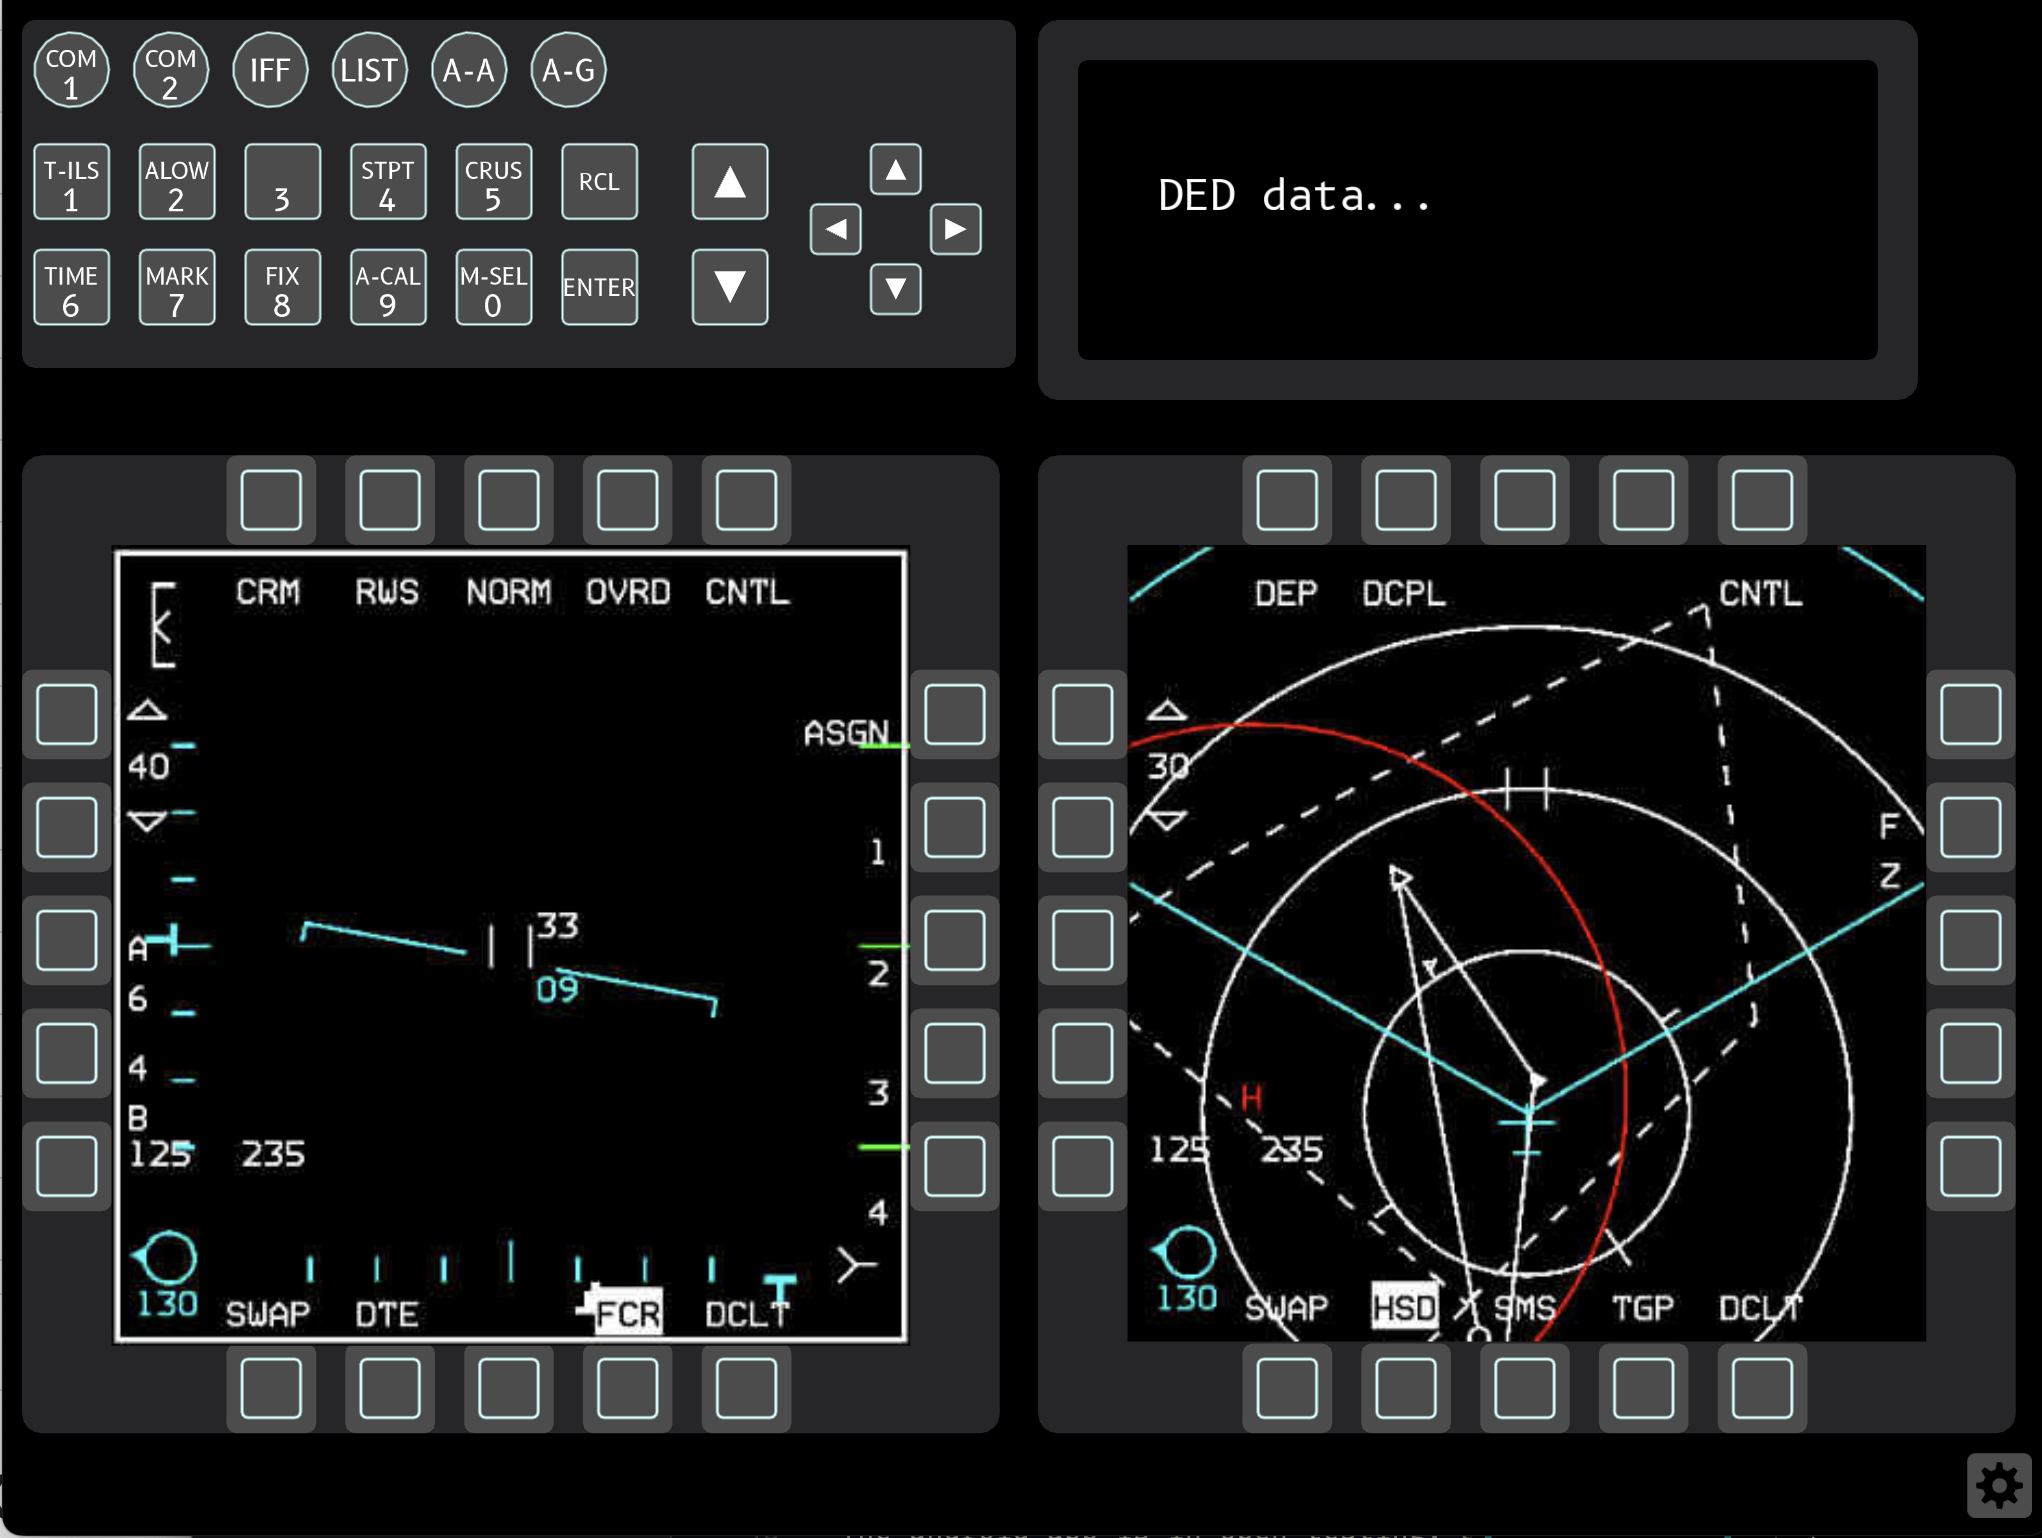 COM 1
COM 2
IFF
LIST
A-A
A-G
T-ILS 1
ALOW 2
3
STPT 4
CRUS 5
RCL
TIME 6
MARK 7
FIX 8
A-CAL 9
M-SEL 0
ENTER
DED data...
CRM RWS NORM OVRD CNTL
40
ASGN
1
A
33
09
2
6
4
3
B
125 235
4
130
SWAP DTE FCR DCLT
DEP DCPL CNTL
30
F
Z
H
125 235
130
SWAP HSD SMS TGP DCLT